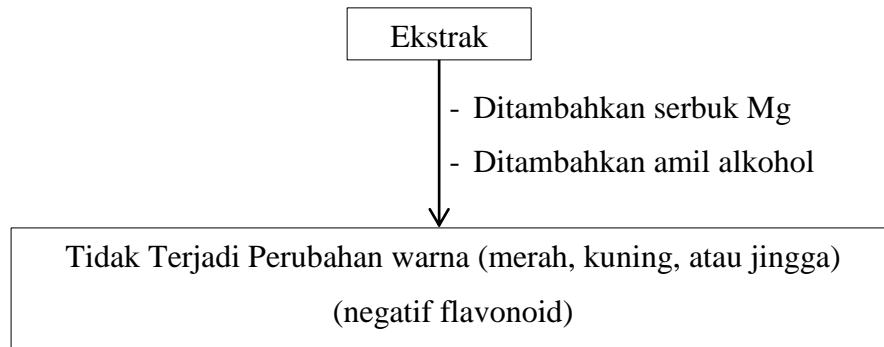 Ekstrak
- Ditambahkan serbuk Mg
- Ditambahkan amil alkohol
Tidak Terjadi Perubahan warna (merah, kuning, atau jingga)
(negatif flavonoid)